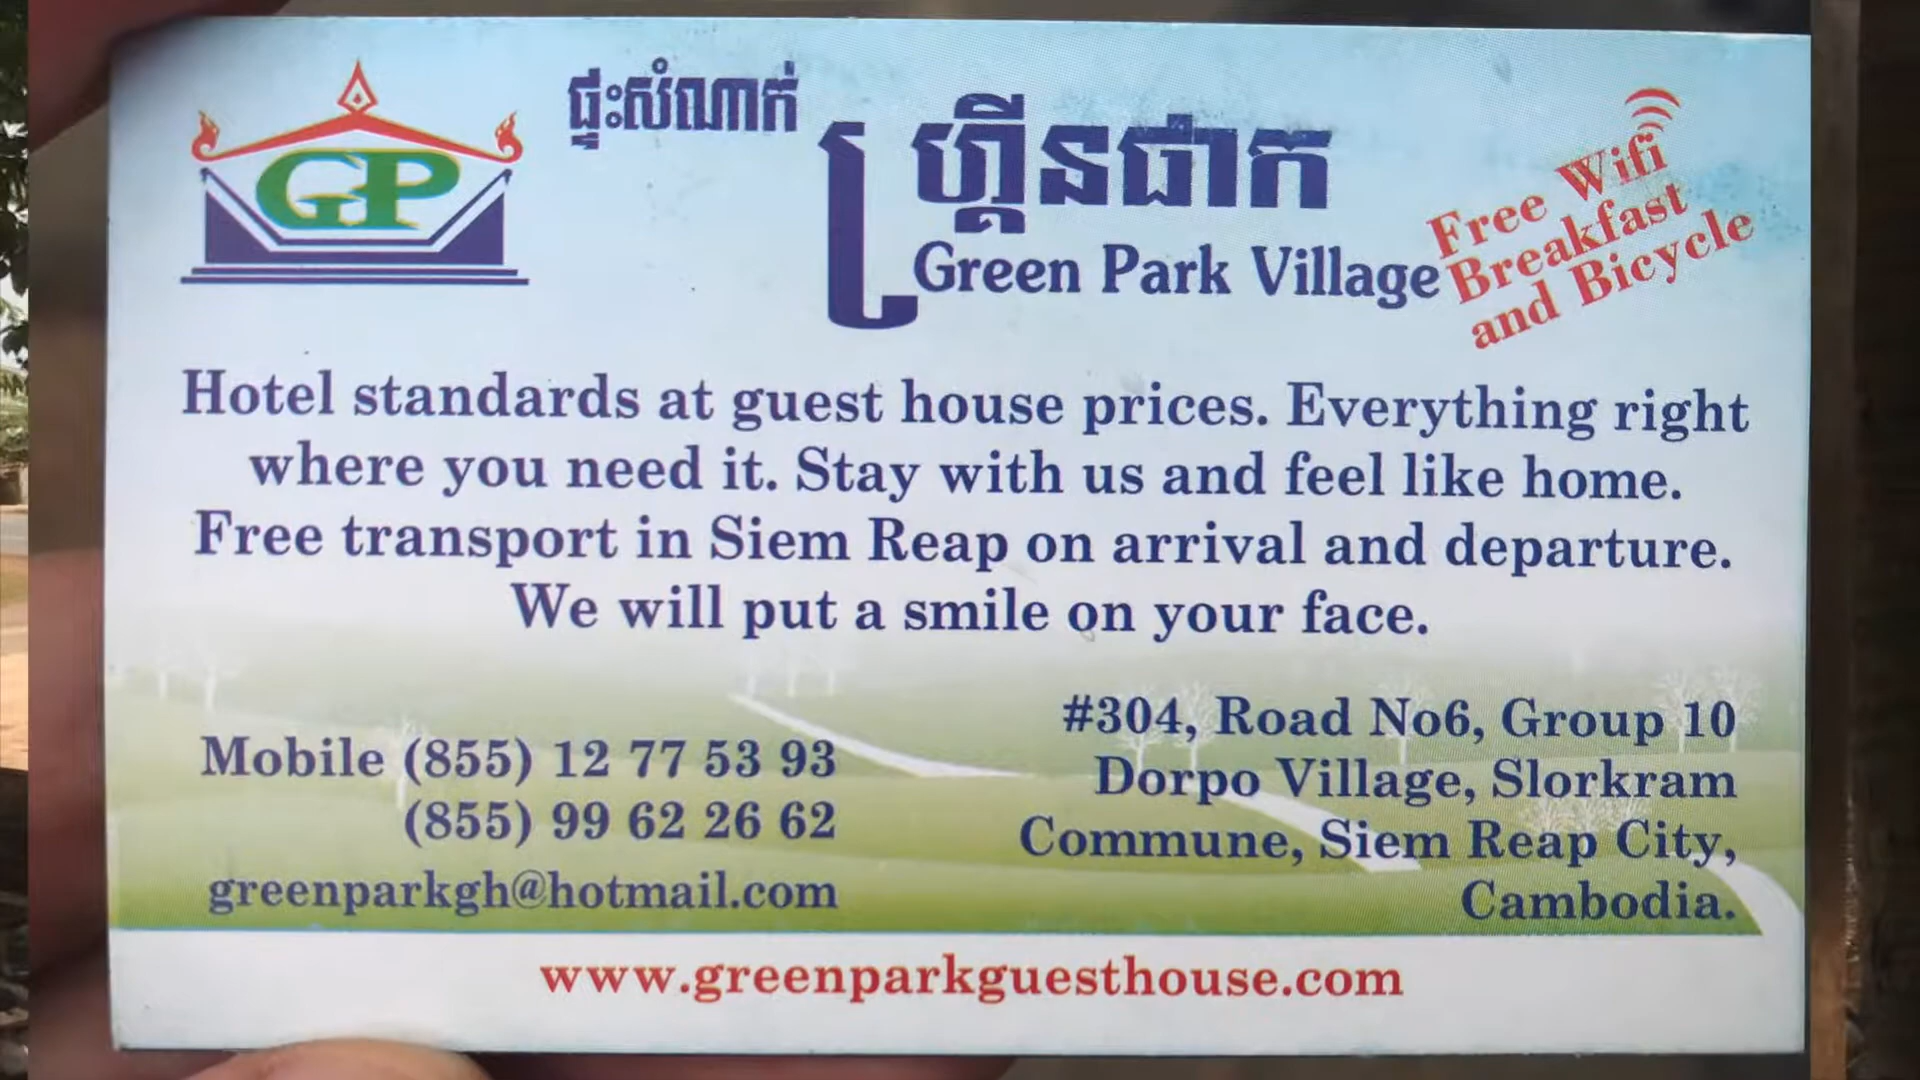 GP
ផ្ទះសំណាក់
ហ្គ្រីនផាក
Green Park Village
Free Wifi
Breakfast
and Bicycle
Hotel standards at guest house prices. Everything right
where you need it. Stay with us and feel like home.
Free transport in Siem Reap on arrival and departure.
We will put a smile on your face.
Mobile (855) 12 77 53 93
(855) 99 62 26 62
greenparkgh@hotmail.com
#304, Road No6, Group 10
Dorpo Village, Slorkram
Commune, Siem Reap City,
Cambodia.
www.greenparkguesthouse.com